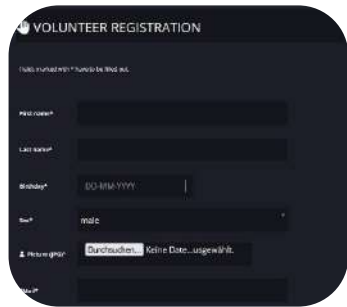 VOLUNTEER REGISTRATION
Fields marked with * have to be filled out.
First name*
Last name*
Birthday*
DD-MM-YYYY
Sex*
male
Picture (JPG)*
Durchsuchen... Keine Date...usgewählt.